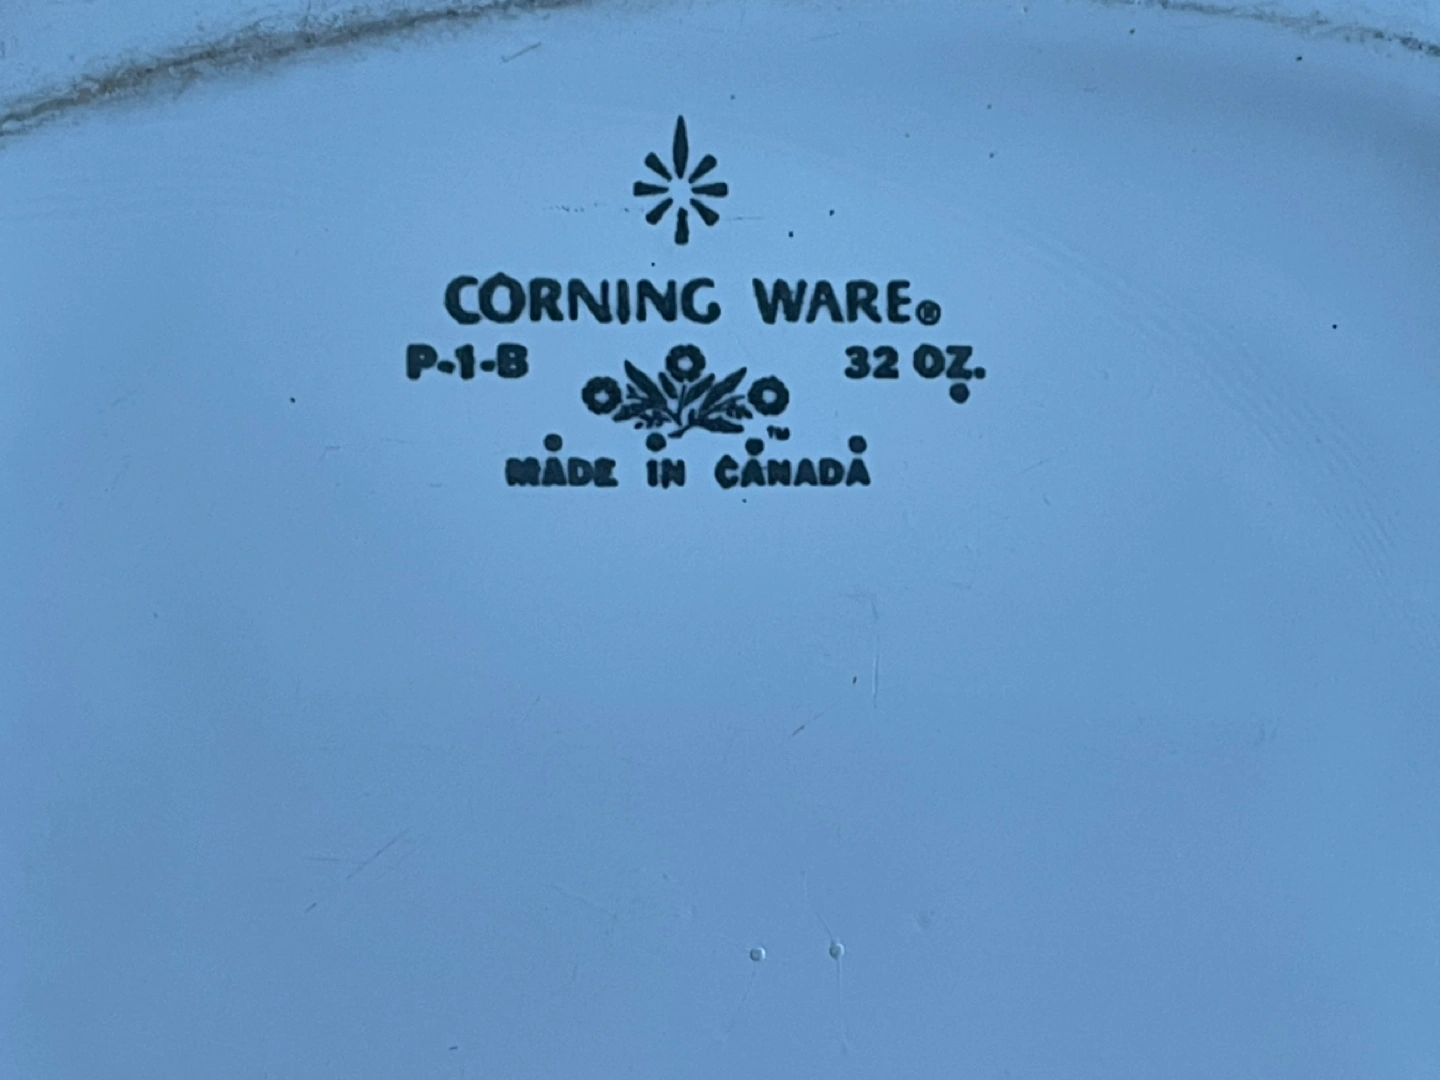 CORNING WARE®
P-1-B 32 OZ.
TM
MADE IN CANADA